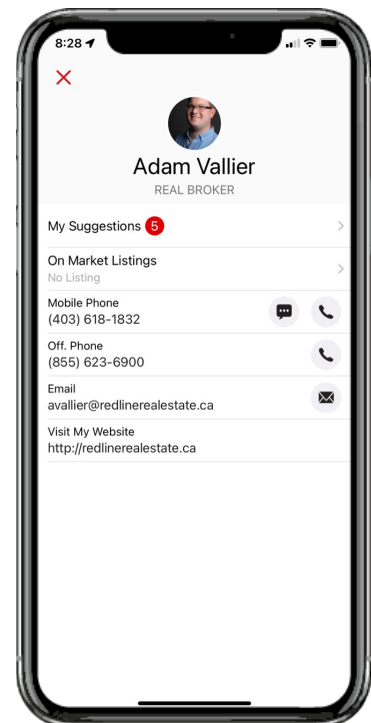 8:28
Adam Vallier
REAL BROKER
My Suggestions 5
On Market Listings
No Listing
Mobile Phone
(403) 618-1832
Off. Phone
(855) 623-6900
Email
avallier@redlinerealestate.ca
Visit My Website
http://redlinerealestate.ca